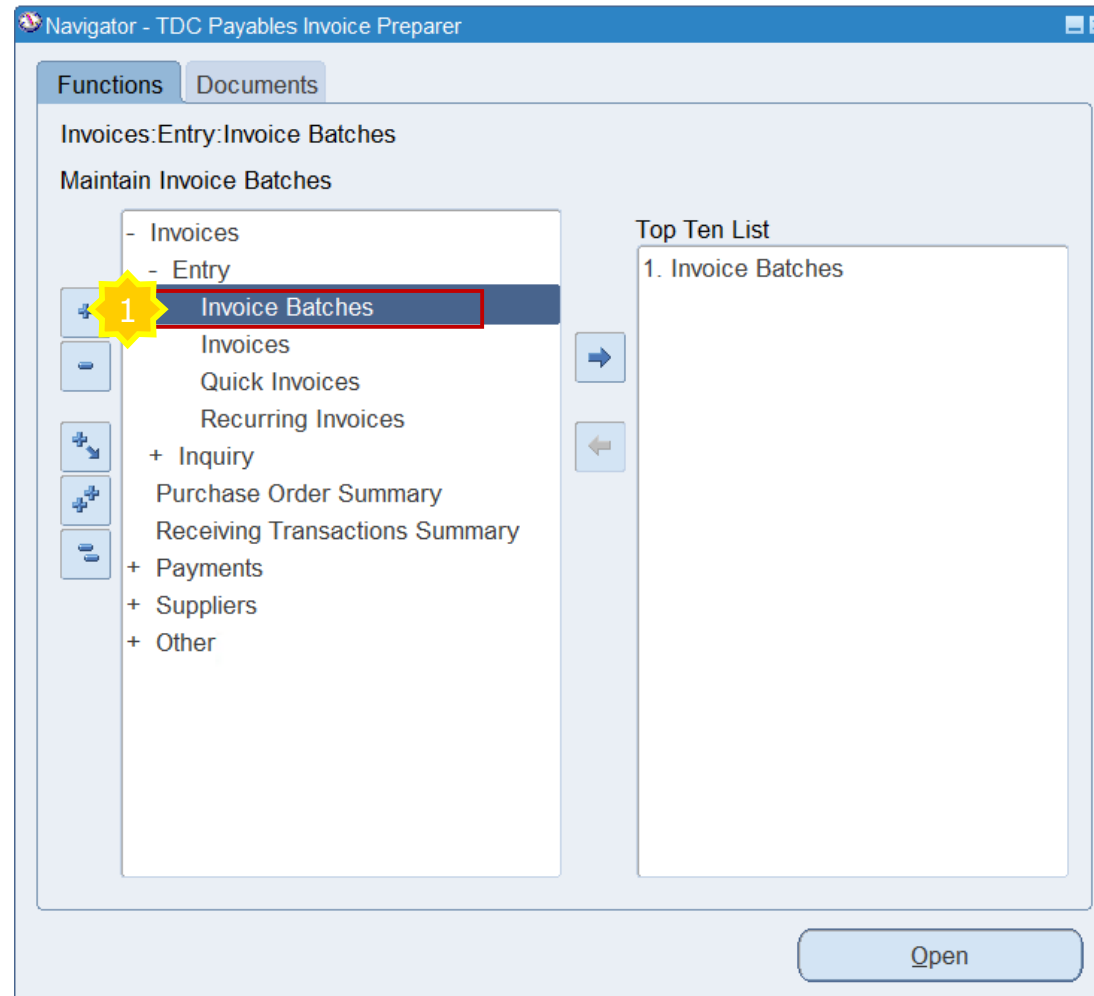 Navigator - TDC Payables Invoice Preparer
Functions
Documents
Invoices:Entry:Invoice Batches
Maintain Invoice Batches
- Invoices
- Entry
1
Invoice Batches
Invoices
Quick Invoices
Recurring Invoices
+ Inquiry
Purchase Order Summary
Receiving Transactions Summary
+ Payments
+ Suppliers
+ Other
Top Ten List
1. Invoice Batches
Open